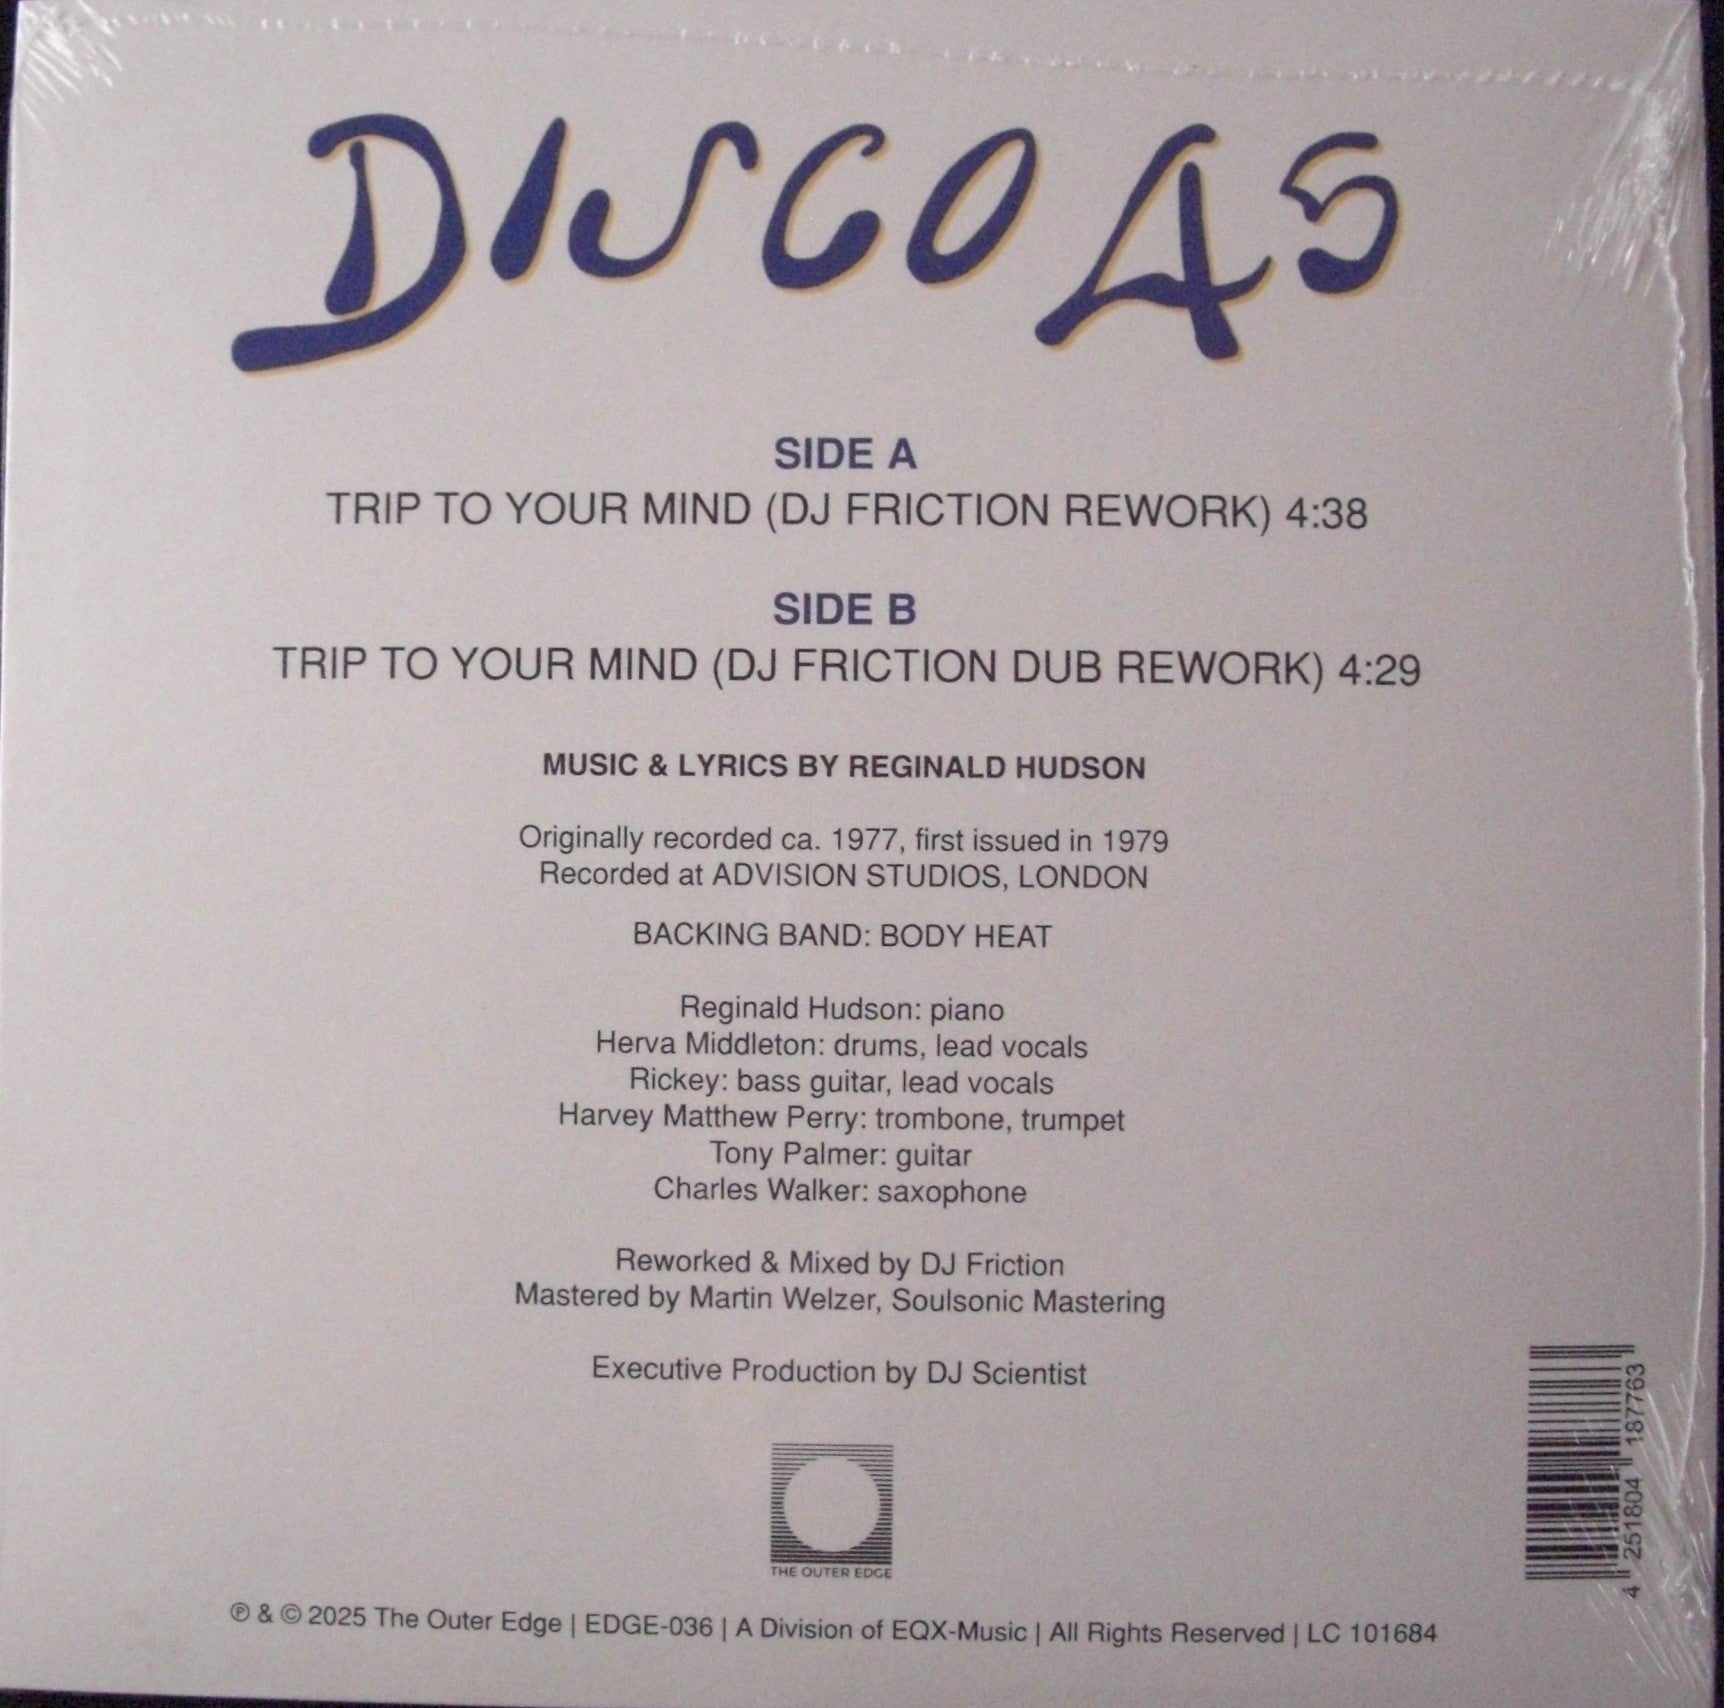 DISCO 45
SIDE A
TRIP TO YOUR MIND (DJ FRICTION REWORK) 4:38
SIDE B
TRIP TO YOUR MIND (DJ FRICTION DUB REWORK) 4:29
MUSIC & LYRICS BY REGINALD HUDSON
Originally recorded ca. 1977, first issued in 1979
Recorded at ADVISION STUDIOS, LONDON
BACKING BAND: BODY HEAT
Reginald Hudson: piano
Herva Middleton: drums, lead vocals
Rickey: bass guitar, lead vocals
Harvey Matthew Perry: trombone, trumpet
Tony Palmer: guitar
Charles Walker: saxophone
Reworked & Mixed by DJ Friction
Mastered by Martin Welzer, Soulsonic Mastering
Executive Production by DJ Scientist
THE OUTER EDGE
℗ & © 2025 The Outer Edge | EDGE-036 | A Division of EQX-Music | All Rights Reserved | LC 101684
4 251804 187763